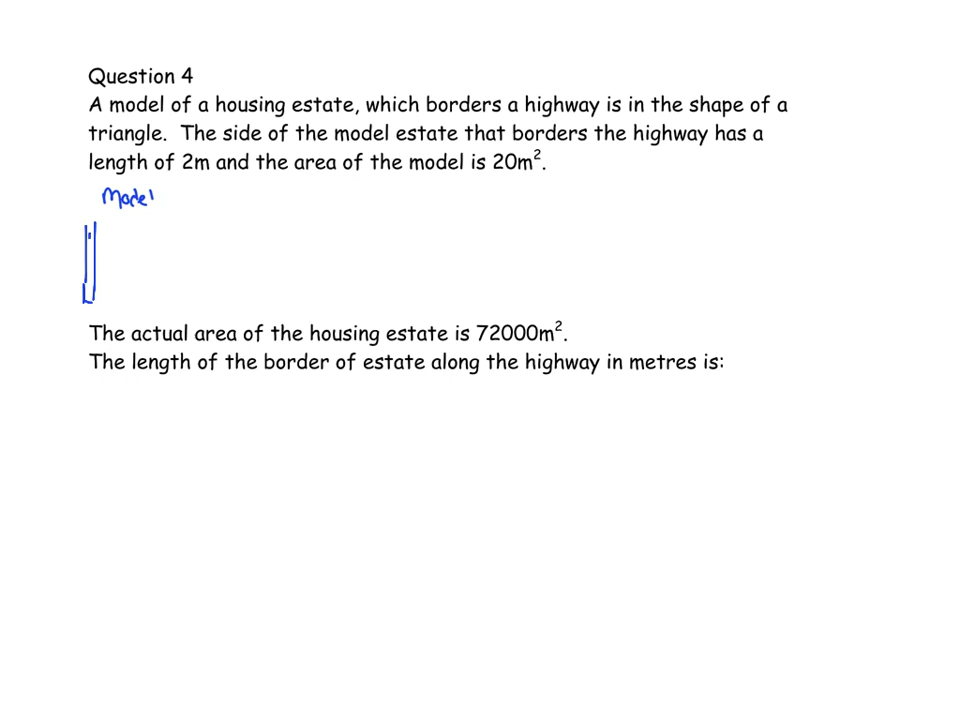 Question 4
A model of a housing estate, which borders a highway is in the shape of a
triangle. The side of the model estate that borders the highway has a
length of 2m and the area of the model is 20m².
Model
The actual area of the housing estate is 72000m².
The length of the border of estate along the highway in metres is: